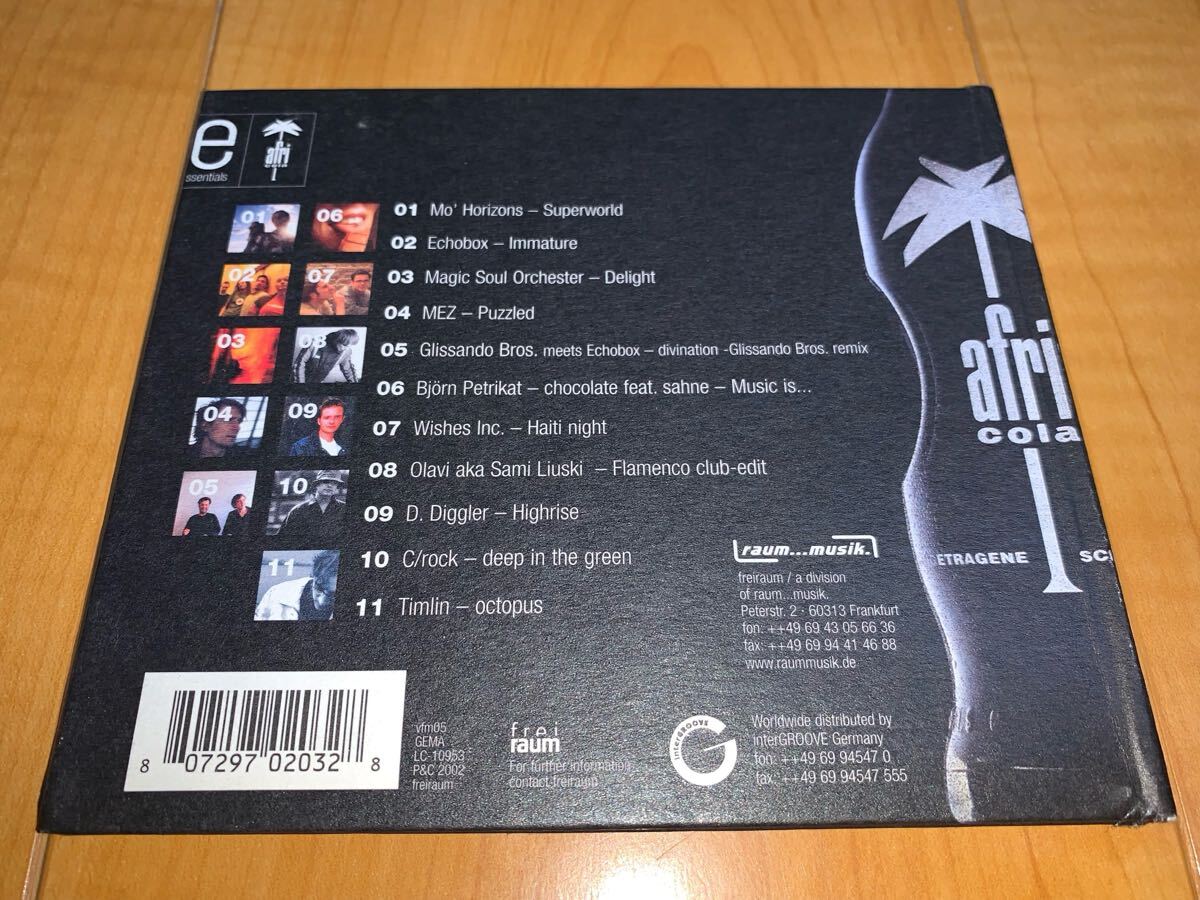 e
ssentials
afri
cola
01
06
02
07
03
08
04
09
05
10
11
01 Mo' Horizons – Superworld
02 Echobox – Immature
03 Magic Soul Orchester – Delight
04 MEZ – Puzzled
05 Glissando Bros. meets Echobox – divination -Glissando Bros. remix
06 Björn Petrikat – chocolate feat. sahne – Music is...
07 Wishes Inc. – Haiti night
08 Olavi aka Sami Liuski – Flamenco club-edit
09 D. Diggler – Highrise
10 C/rock – deep in the green
11 Timlin – octopus
afri
cola
ETRAGENE SC
raum...musik.
freiraum / a division
of raum...musik.
Peterstr. 2 · 60313 Frankfurt
fon: ++49 69 43 05 66 36
fax: ++49 69 94 41 46 88
www.raummusik.de
8 07297 02032 8
vfm05
GEMA
LC-10953
P&C 2002
freiraum
frei
raum
For further information
contact freiraum
interGROOVE
Worldwide distributed by
interGROOVE Germany
fon: ++49 69 94547 0
fax: ++49 69 94547 555